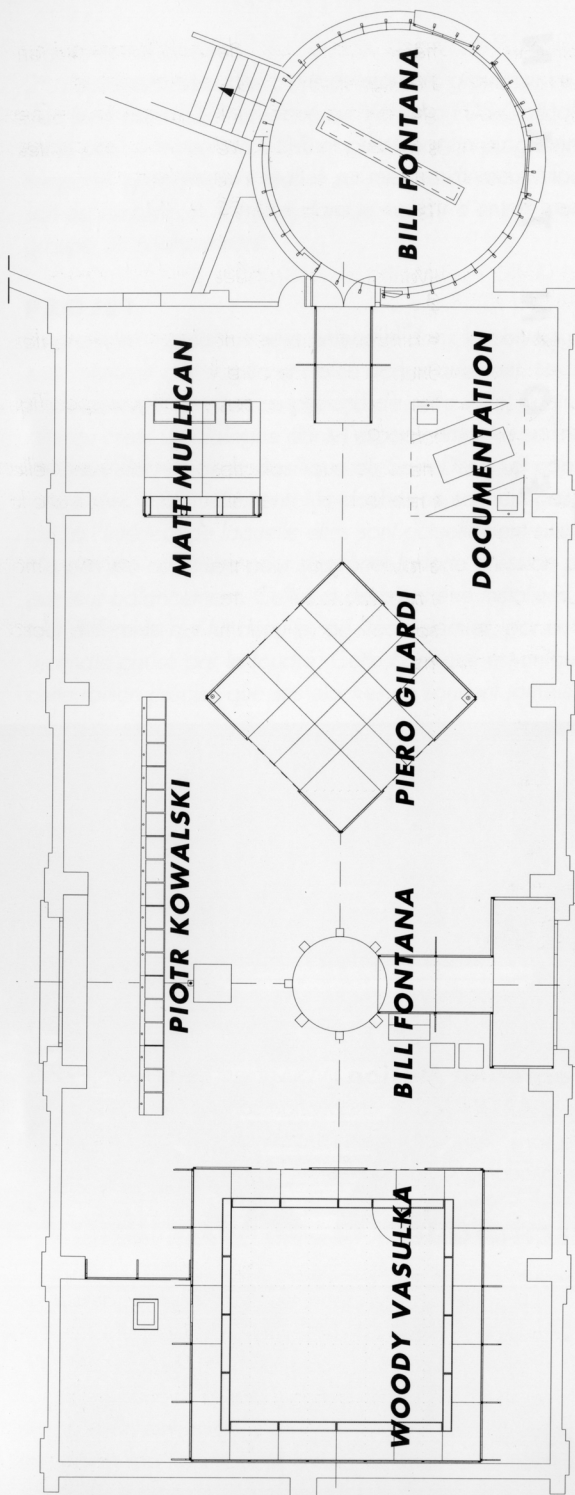 BILL FONTANA
MATT MULLICAN
DOCUMENTATION
PIERO GILARDI
PIOTR KOWALSKI
BILL FONTANA
WOODY VASULKA